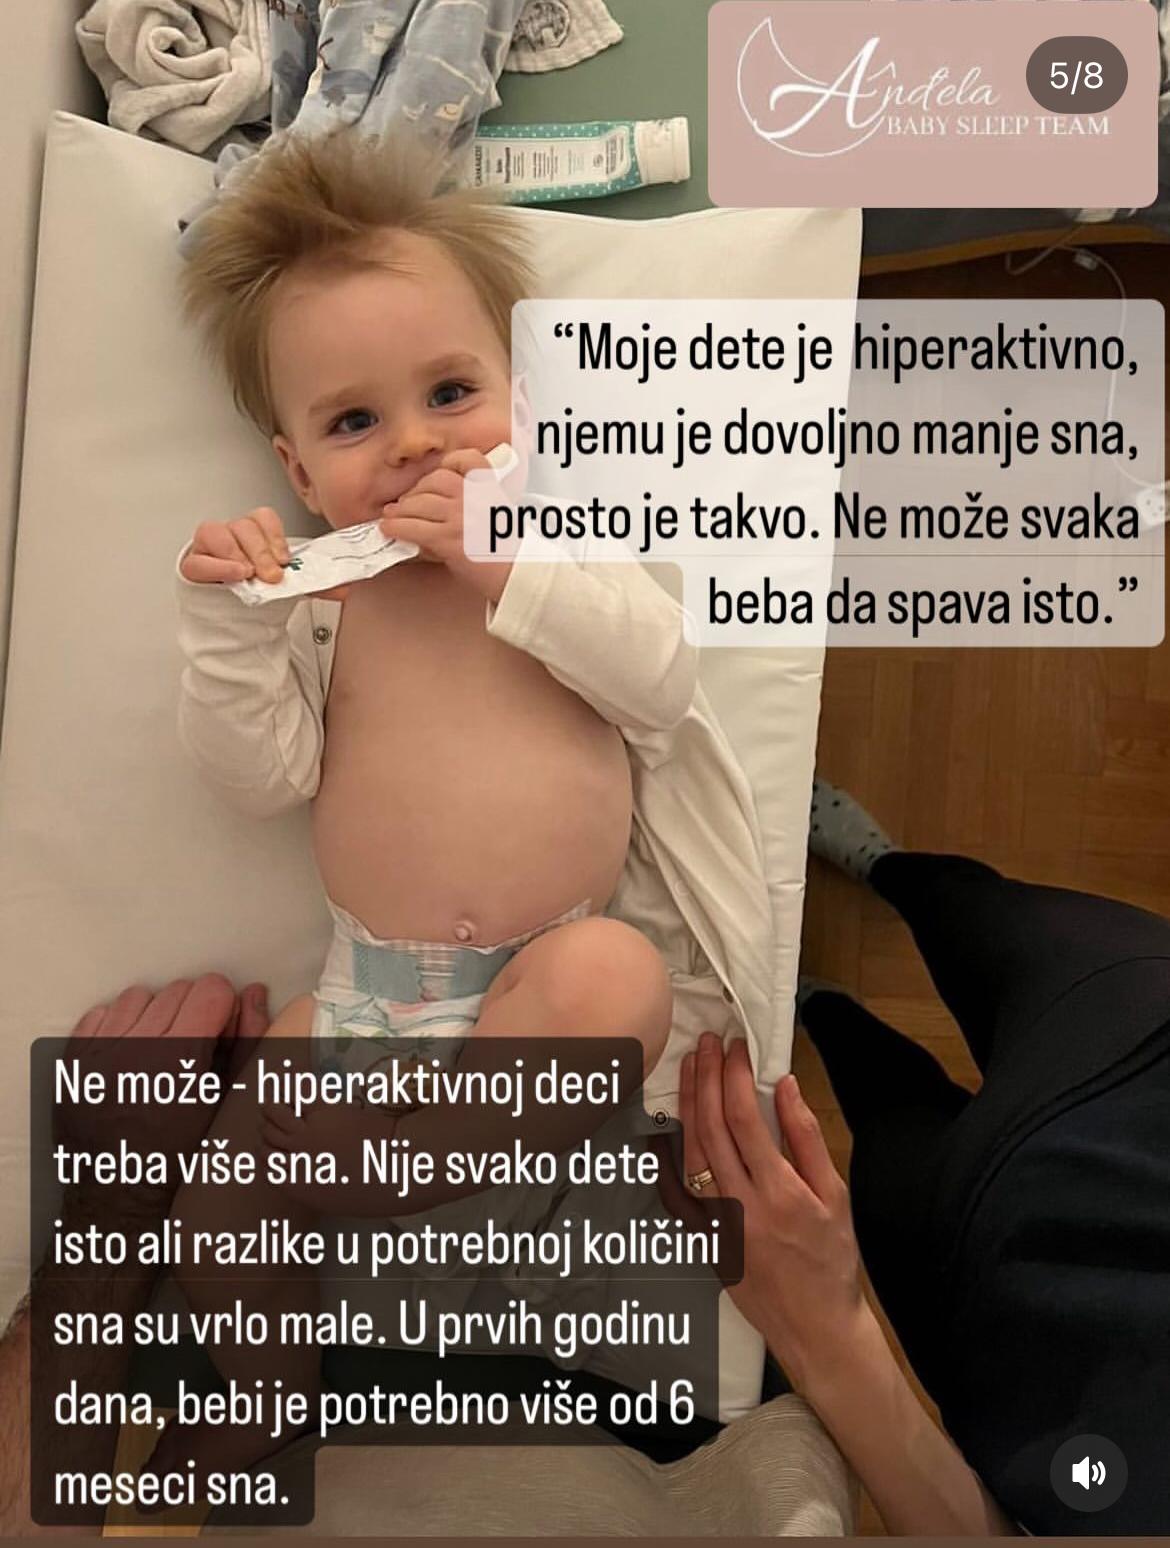 Anđela
BABY SLEEP TEAM
5/8
“Moje dete je hiperaktivno,
njemu je dovoljno manje sna,
prosto je takvo. Ne može svaka
beba da spava isto.”
Ne može - hiperaktivnoj deci
treba više sna. Nije svako dete
isto ali razlike u potrebnoj količini
sna su vrlo male. U prvih godinu
dana, bebi je potrebno više od 6
meseci sna.